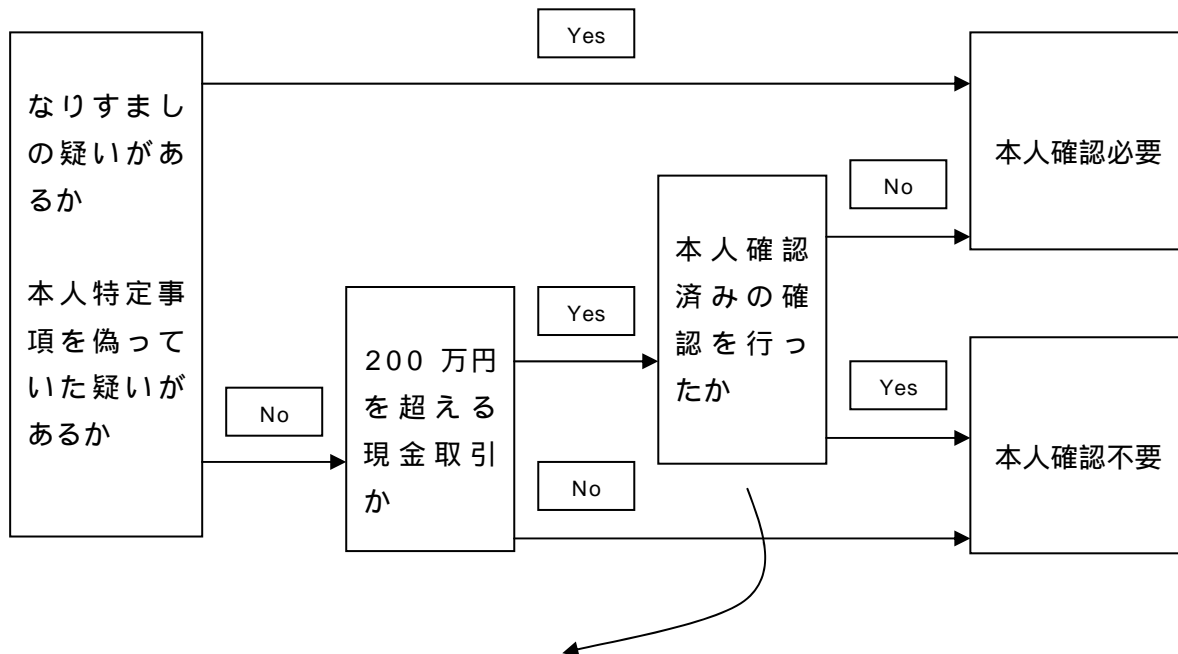 Yes
なりすまし
の疑いがあ
るか
本人特定事
項を偽って
いた疑いが
あるか
本人確認必要
No
本人確認
済みの確
認を行っ
たか
Yes
200 万円
を超える
現金取引
か
No
Yes
No
本人確認不要